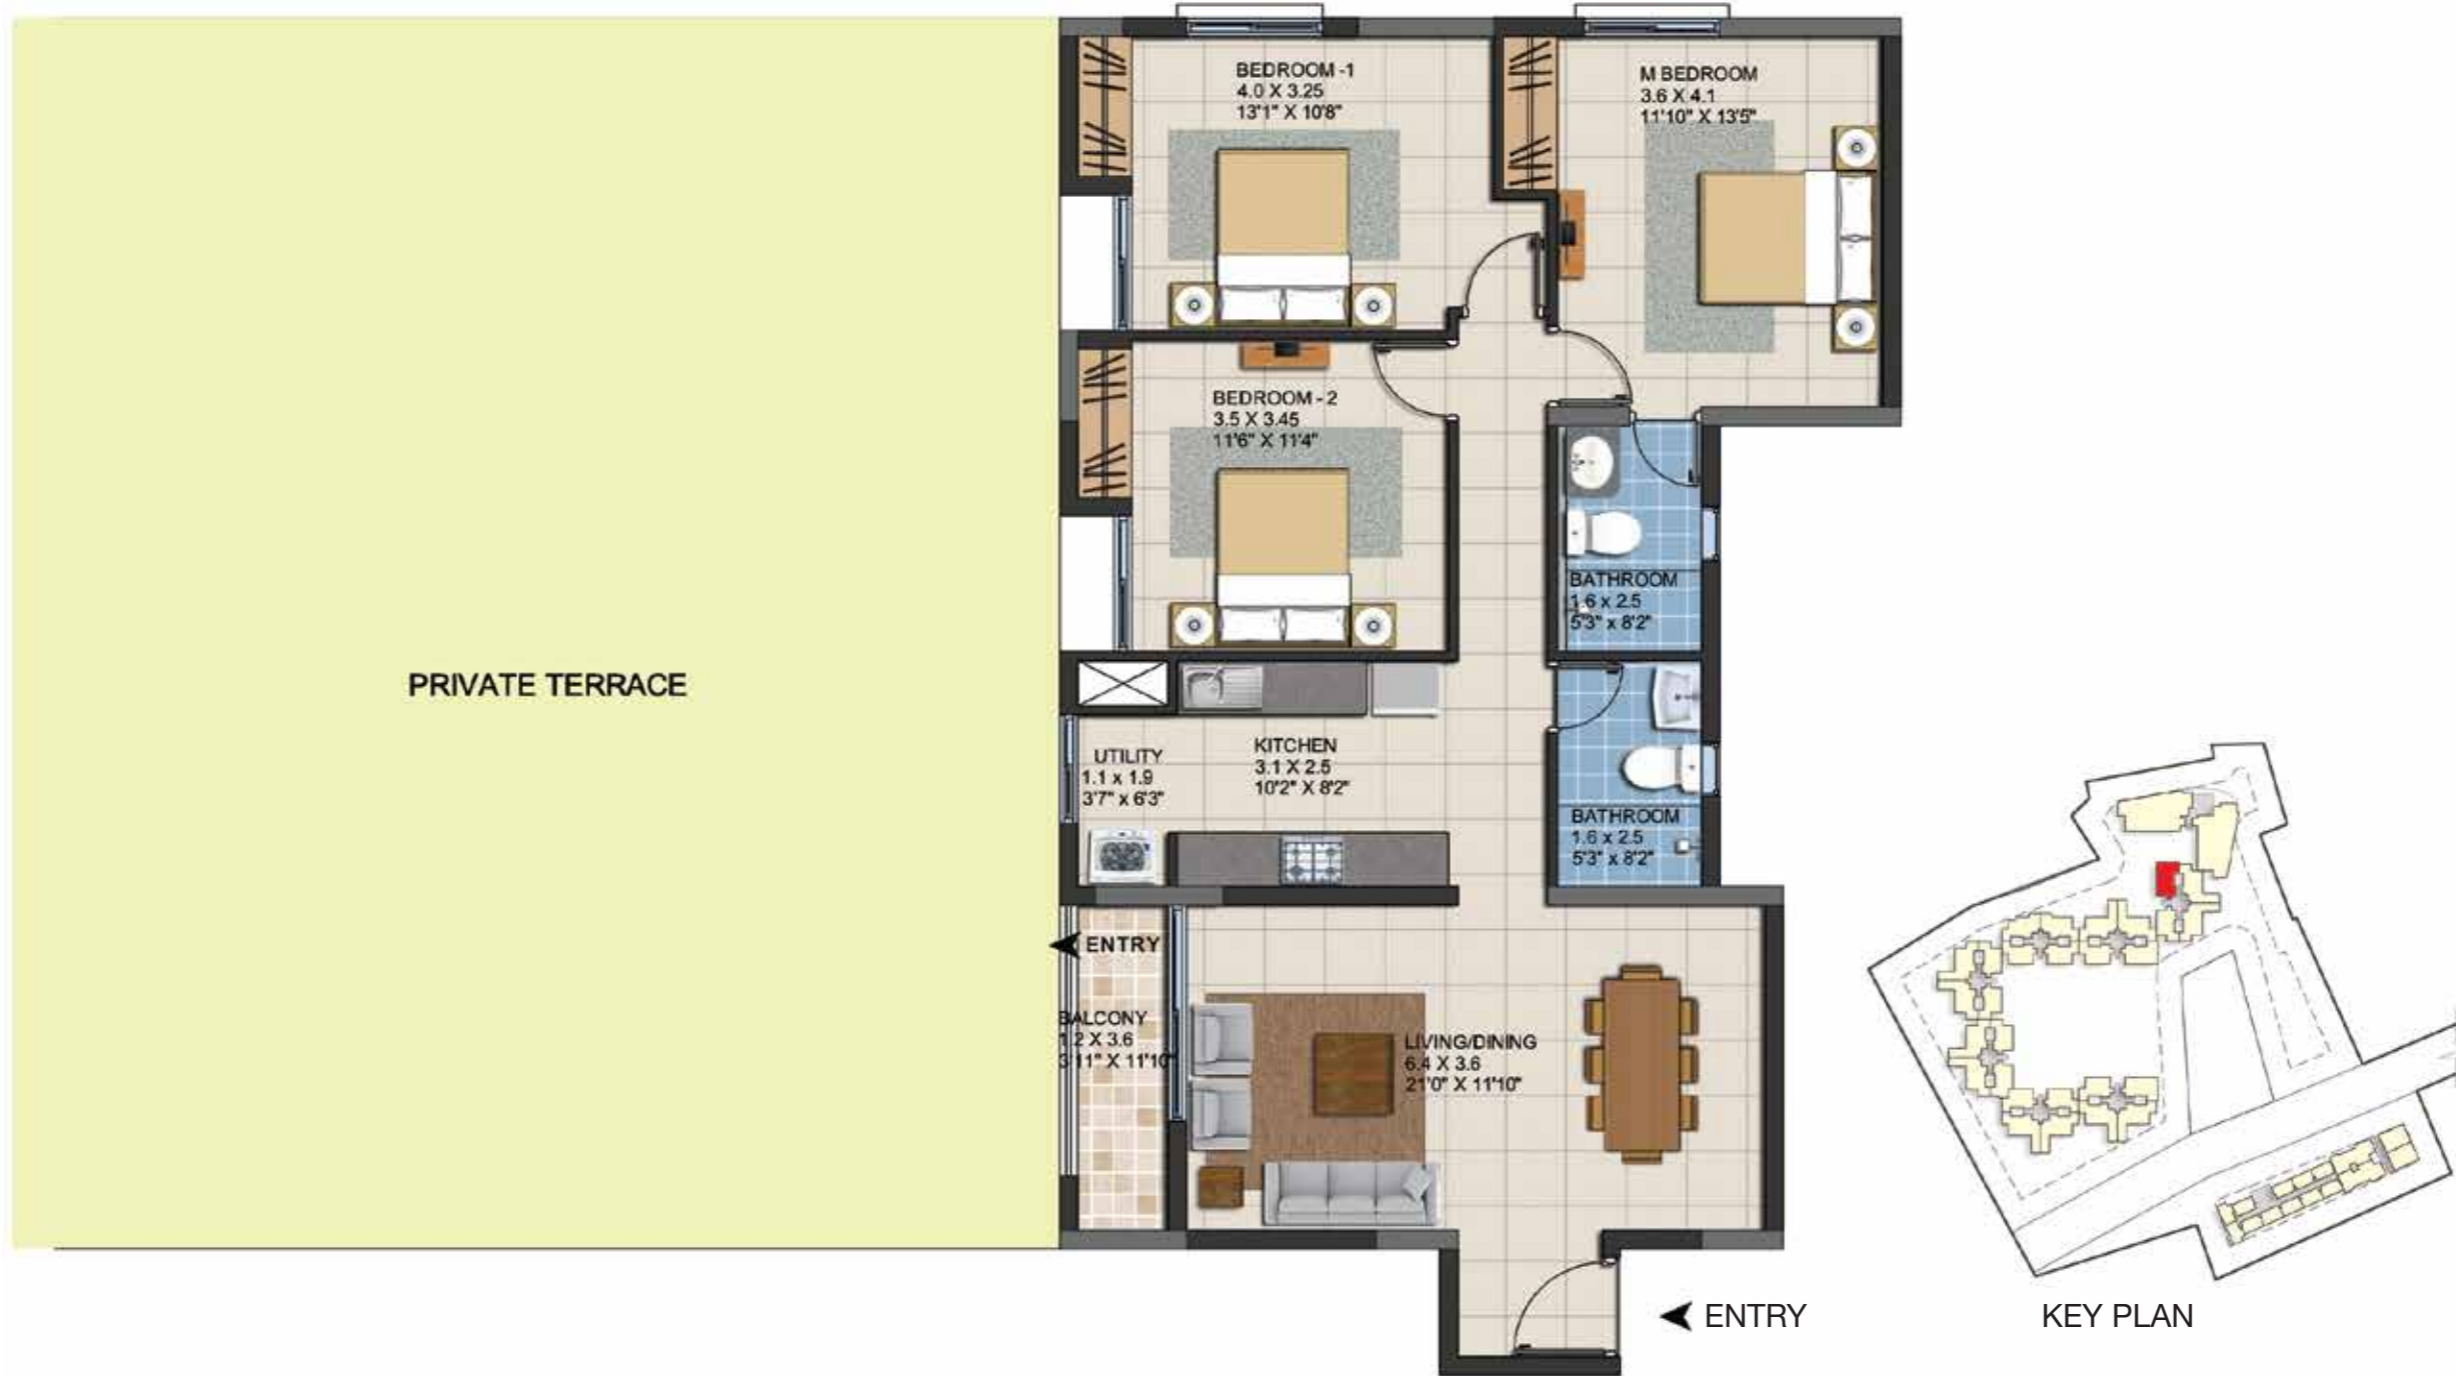 BEDROOM -1
4.0 X 3.25
13'1" X 10'8"
M BEDROOM
3.6 X 4.1
11'10" X 13'5"
BEDROOM - 2
3.5 X 3.45
11'6" X 11'4"
BATHROOM
1.6 x 2.5
5'3" x 8'2"
PRIVATE TERRACE
UTILITY
1.1 x 1.9
3'7" x 6'3"
KITCHEN
3.1 X 2.5
10'2" X 8'2"
BATHROOM
1.6 x 2.5
5'3" x 8'2"
ENTRY
BALCONY
1.2 X 3.6
3'11" X 11'10"
LIVING/DINING
6.4 X 3.6
21'0" X 11'10"
ENTRY
KEY PLAN